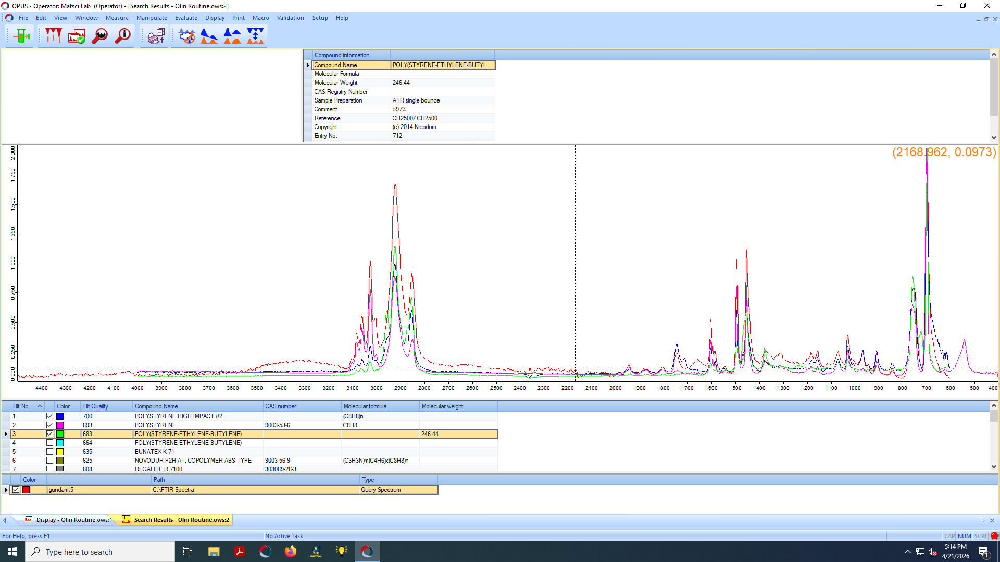 OPUS - Operator: Matsci Lab  (Operator) - [Search Results - Olin Routine.ows:2]
File Edit View Window Measure Manipulate Evaluate Display Print Macro Validation Setup Help
Compound information
Compound Name POLY(STYRENE-ETHYLENE-BUTYL...
Molecular Formula
Molecular Weight 246.44
CAS Registry Number
Sample Preparation ATR single bounce
Comment >97%
Reference CH2500/ CH2500
Copyright (c) 2014 Nicodom
Entry No. 712
(2168.962, 0.0973)
2.000
1.750
1.500
1.250
1.000
0.750
0.500
0.250
0.000
4400 4300 4200 4100 4000 3900 3800 3700 3600 3500 3400 3300 3200 3100 3000 2900 2800 2700 2600 2500 2400 2300 2200 2100 2000 1900 1800 1700 1600 1500 1400 1300 1200 1100 1000 900 800 700 600 500 400
Hit No. Color Hit Quality Compound Name CAS number Molecular formula Molecular weight
1 700 POLYSTYRENE HIGH IMPACT #2 (C8H8)n
2 693 POLYSTYRENE 9003-53-6 C8H8
3 683 POLY(STYRENE-ETHYLENE-BUTYLENE) 246.44
4 664 POLY(STYRENE-ETHYLENE-BUTYLENE)
5 635 BUNATEX K 71
6 625 NOVODUR P2H AT, COPOLYMER ABS TYPE 9003-56-9 (C3H3N)m(C4H6)x(C8H8)n
7 608 REGALITE R 7100 308069-26-3
Color Path Type
gundam.5 C:\FTIR Spectra Query Spectrum
Display - Olin Routine.ows:1 Search Results - Olin Routine.ows:2
For Help, press F1 No Active Task CAP NUM SCRL
Type here to search
5:14 PM
4/21/2026
1